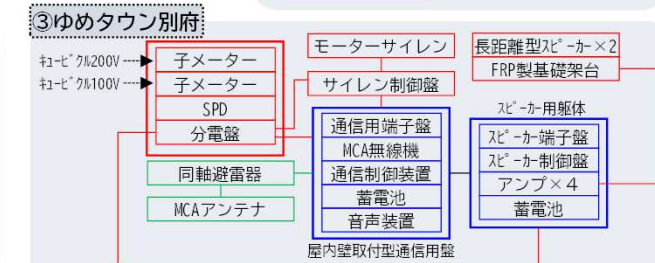 ③ゆめタウン別府
キュービクル200V
キュービクル100V
子メーター
子メーター
SPD
分電盤
同軸避雷器
MCAアンテナ
モーターサイレン
サイレン制御盤
通信用端子盤
MCA無線機
通信制御装置
蓄電池
音声装置
屋内壁取付型通信用盤
長距離型スピーカー×2
FRP製基礎架台
スピーカー用躯体
スピーカー端子盤
スピーカー制御盤
アンプ×4
蓄電池